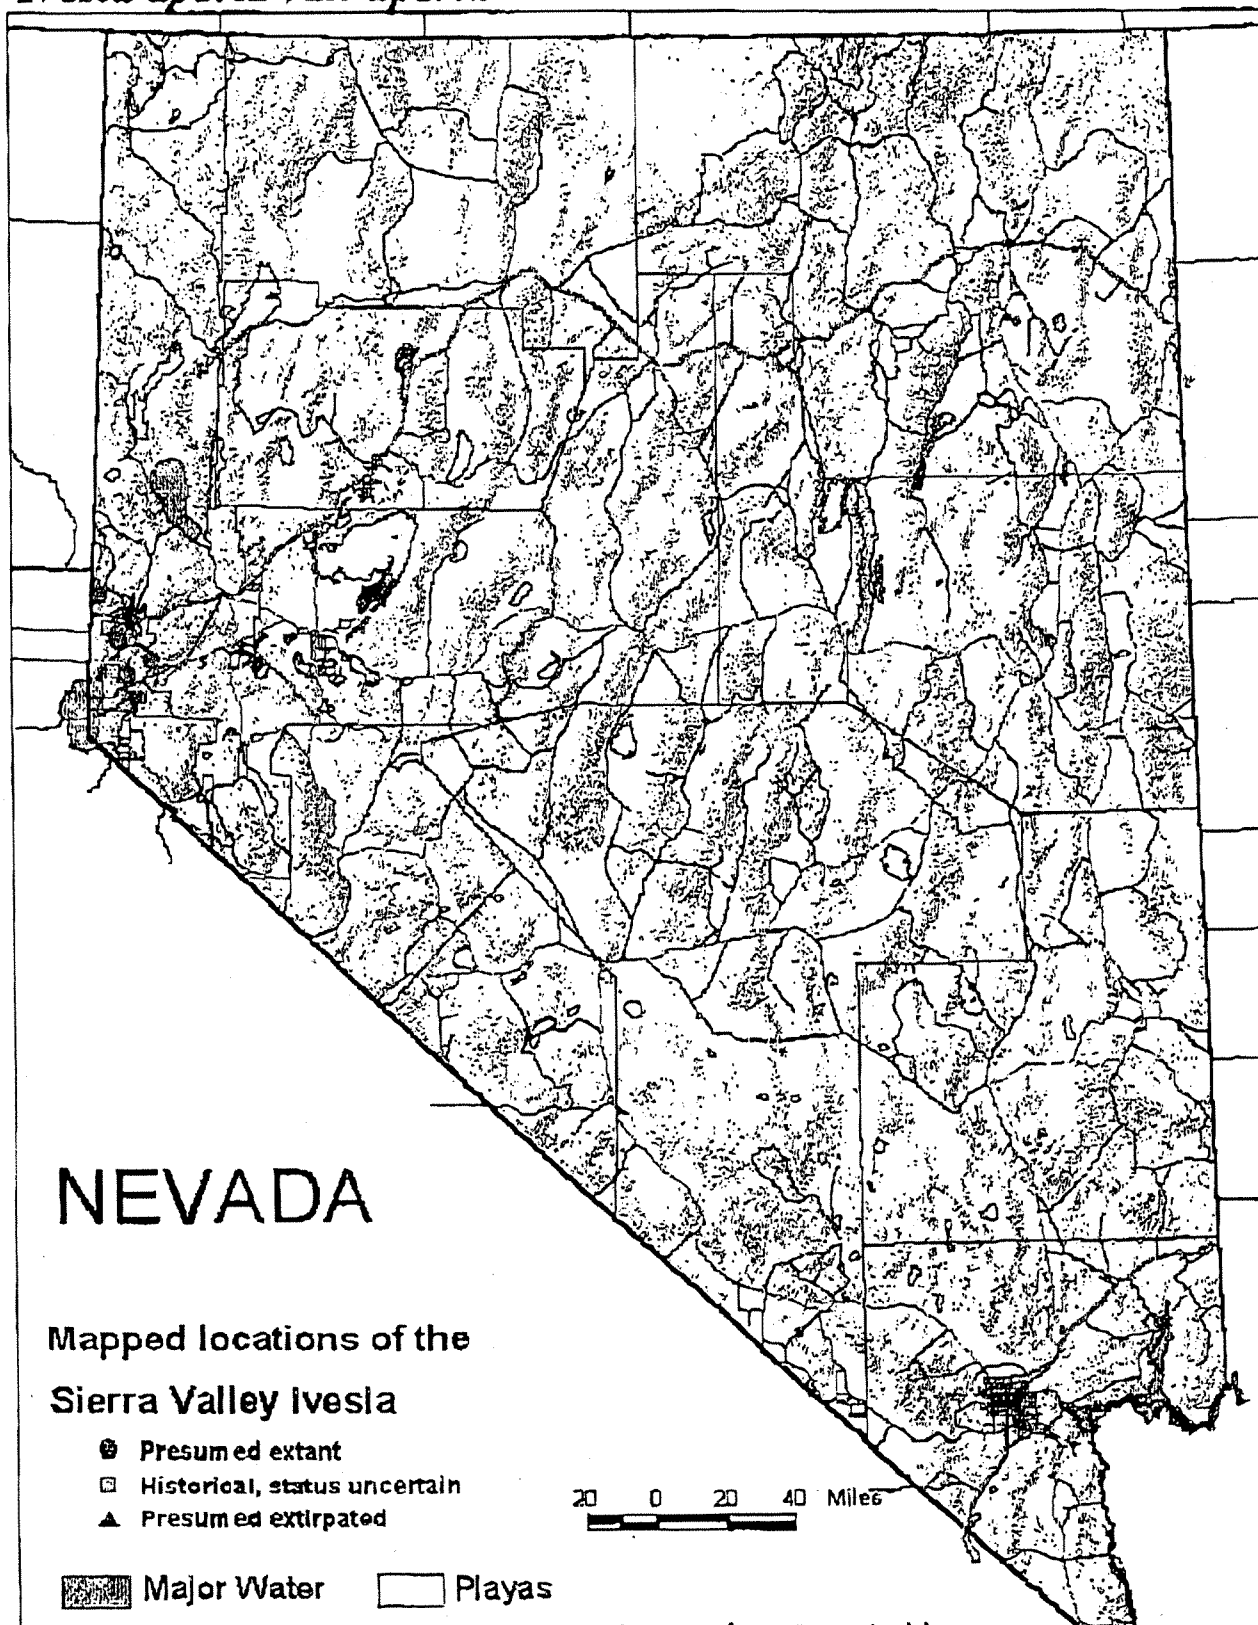 NEVADA
Mapped locations of the
Sierra Valley Ivesia
Presumed extant
Historical, status uncertain
Presumed extirpated
20 0 20 40 Miles
Major Water
Playas